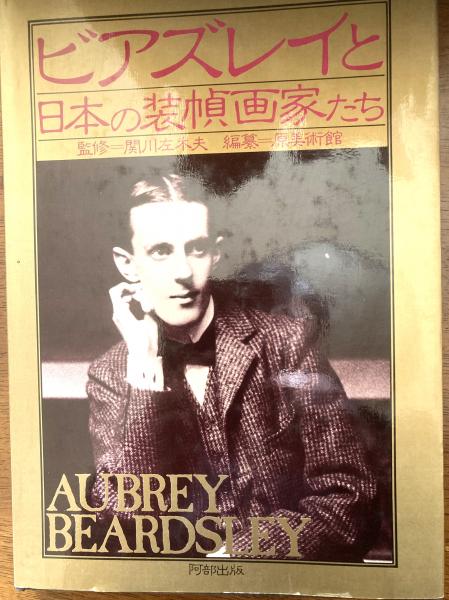 ビアズレイと
日本の装幀画家たち
監修=関川左木夫 編纂=原美術館
AUBREY
BEARDSLEY
阿部出版